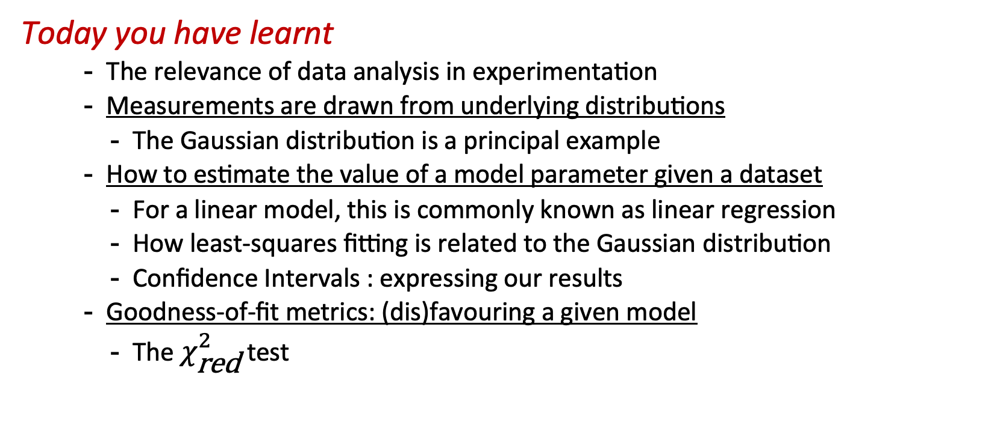 Today you have learnt
- The relevance of data analysis in experimentation
- Measurements are drawn from underlying distributions
- The Gaussian distribution is a principal example
- How to estimate the value of a model parameter given a dataset
- For a linear model, this is commonly known as linear regression
- How least-squares fitting is related to the Gaussian distribution
- Confidence Intervals : expressing our results
- Goodness-of-fit metrics: (dis)favouring a given model
- The χ²_red test